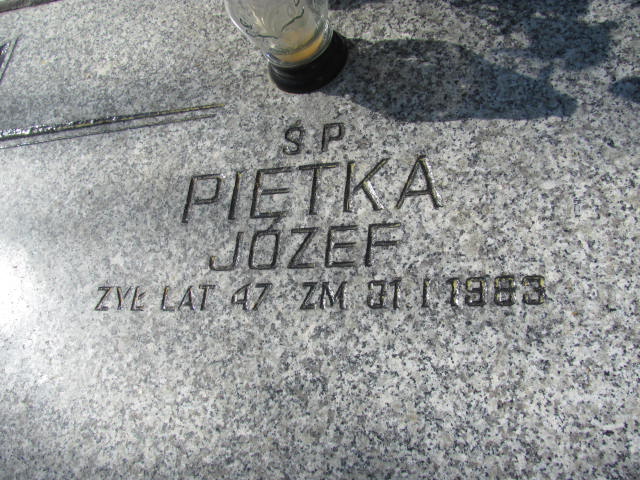 Ś.P.
PIĘTKA
JÓZEF
ŻYŁ LAT 47 ZM 31 I 1983